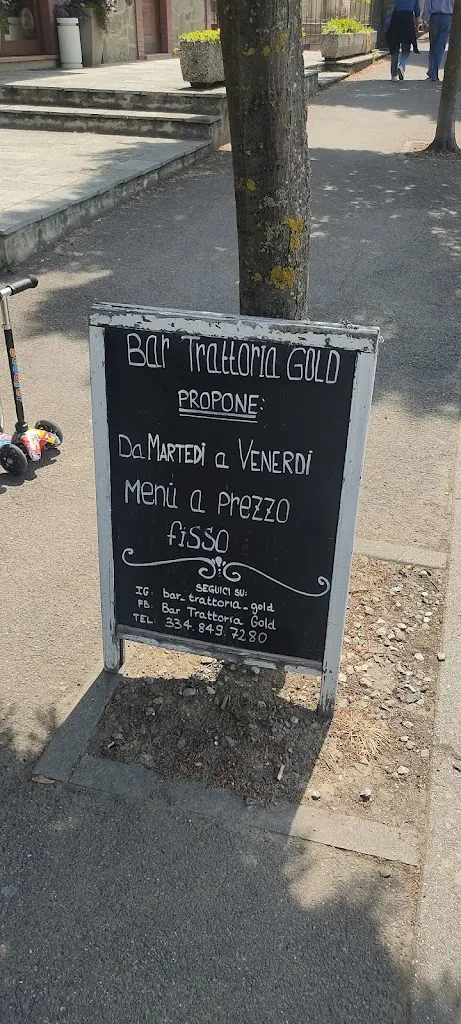 Bar Trattoria GOLD
PROPONE:
Da MARTEDÌ a VENERDÌ
Menù a prezzo
fisso
SEGUICI SU:
IG: bar_trattoria_gold
FB: Bar Trattoria Gold
TEL: 334.849.7280